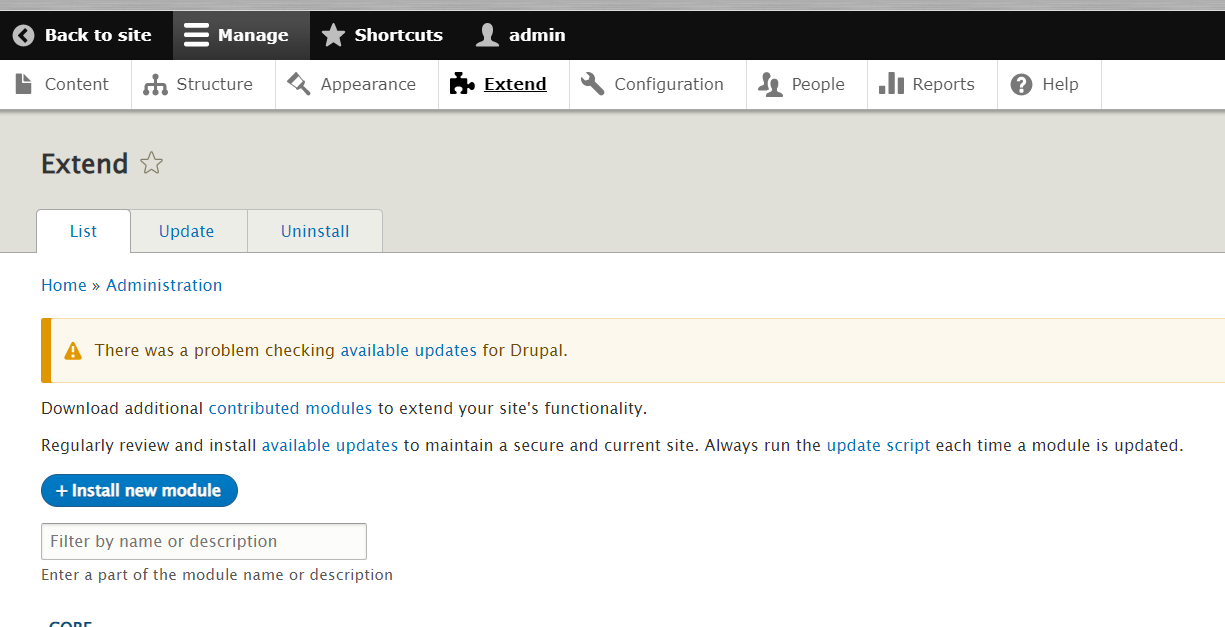 Back to site Manage Shortcuts admin
Content Structure Appearance Extend Configuration People Reports Help
Extend
List Update Uninstall
Home » Administration
There was a problem checking available updates for Drupal.
Download additional contributed modules to extend your site's functionality.
Regularly review and install available updates to maintain a secure and current site. Always run the update script each time a module is updated.
+ Install new module
Filter by name or description
Enter a part of the module name or description
CORE